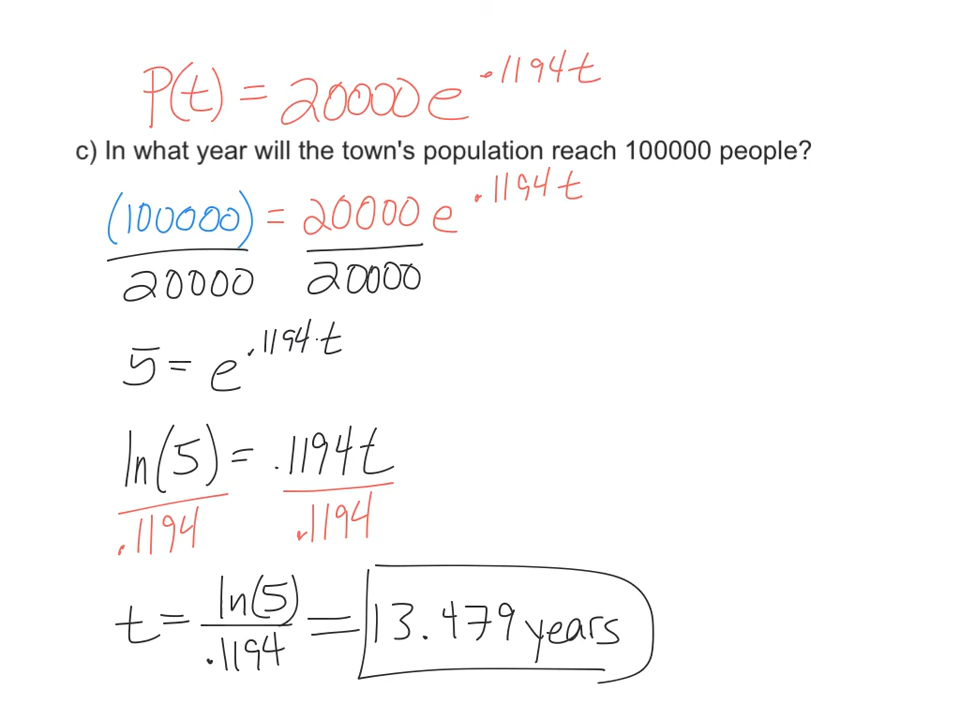 P(t) = 20000e^.1194t
c) In what year will the town's population reach 100000 people?
(100000) = 20000e^.1194t
20000 20000
5 = e^.1194·t
ln(5) = .1194t
.1194 .1194
t = ln(5)/.1194 = 13.479 years